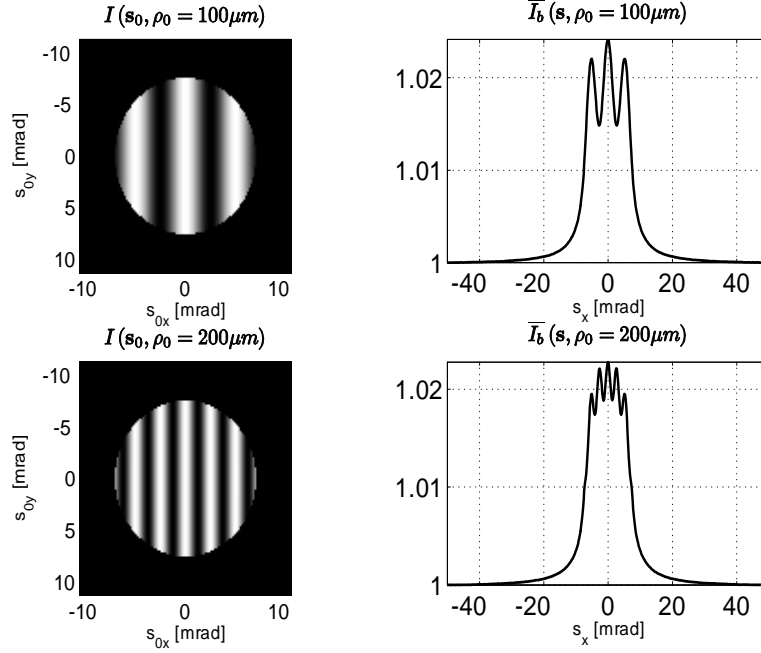 I (s₀, ρ₀ = 100μm)
-10
-5
0
5
10
s₀y [mrad]
-10 0 10
s₀x [mrad]
I̅b̅ (s, ρ₀ = 100μm)
1.02
1.01
1
-40 -20 0 20 40
sx [mrad]
I (s₀, ρ₀ = 200μm)
-10
-5
0
5
10
s₀y [mrad]
-10 0 10
s₀x [mrad]
I̅b̅ (s, ρ₀ = 200μm)
1.02
1.01
1
-40 -20 0 20 40
sx [mrad]